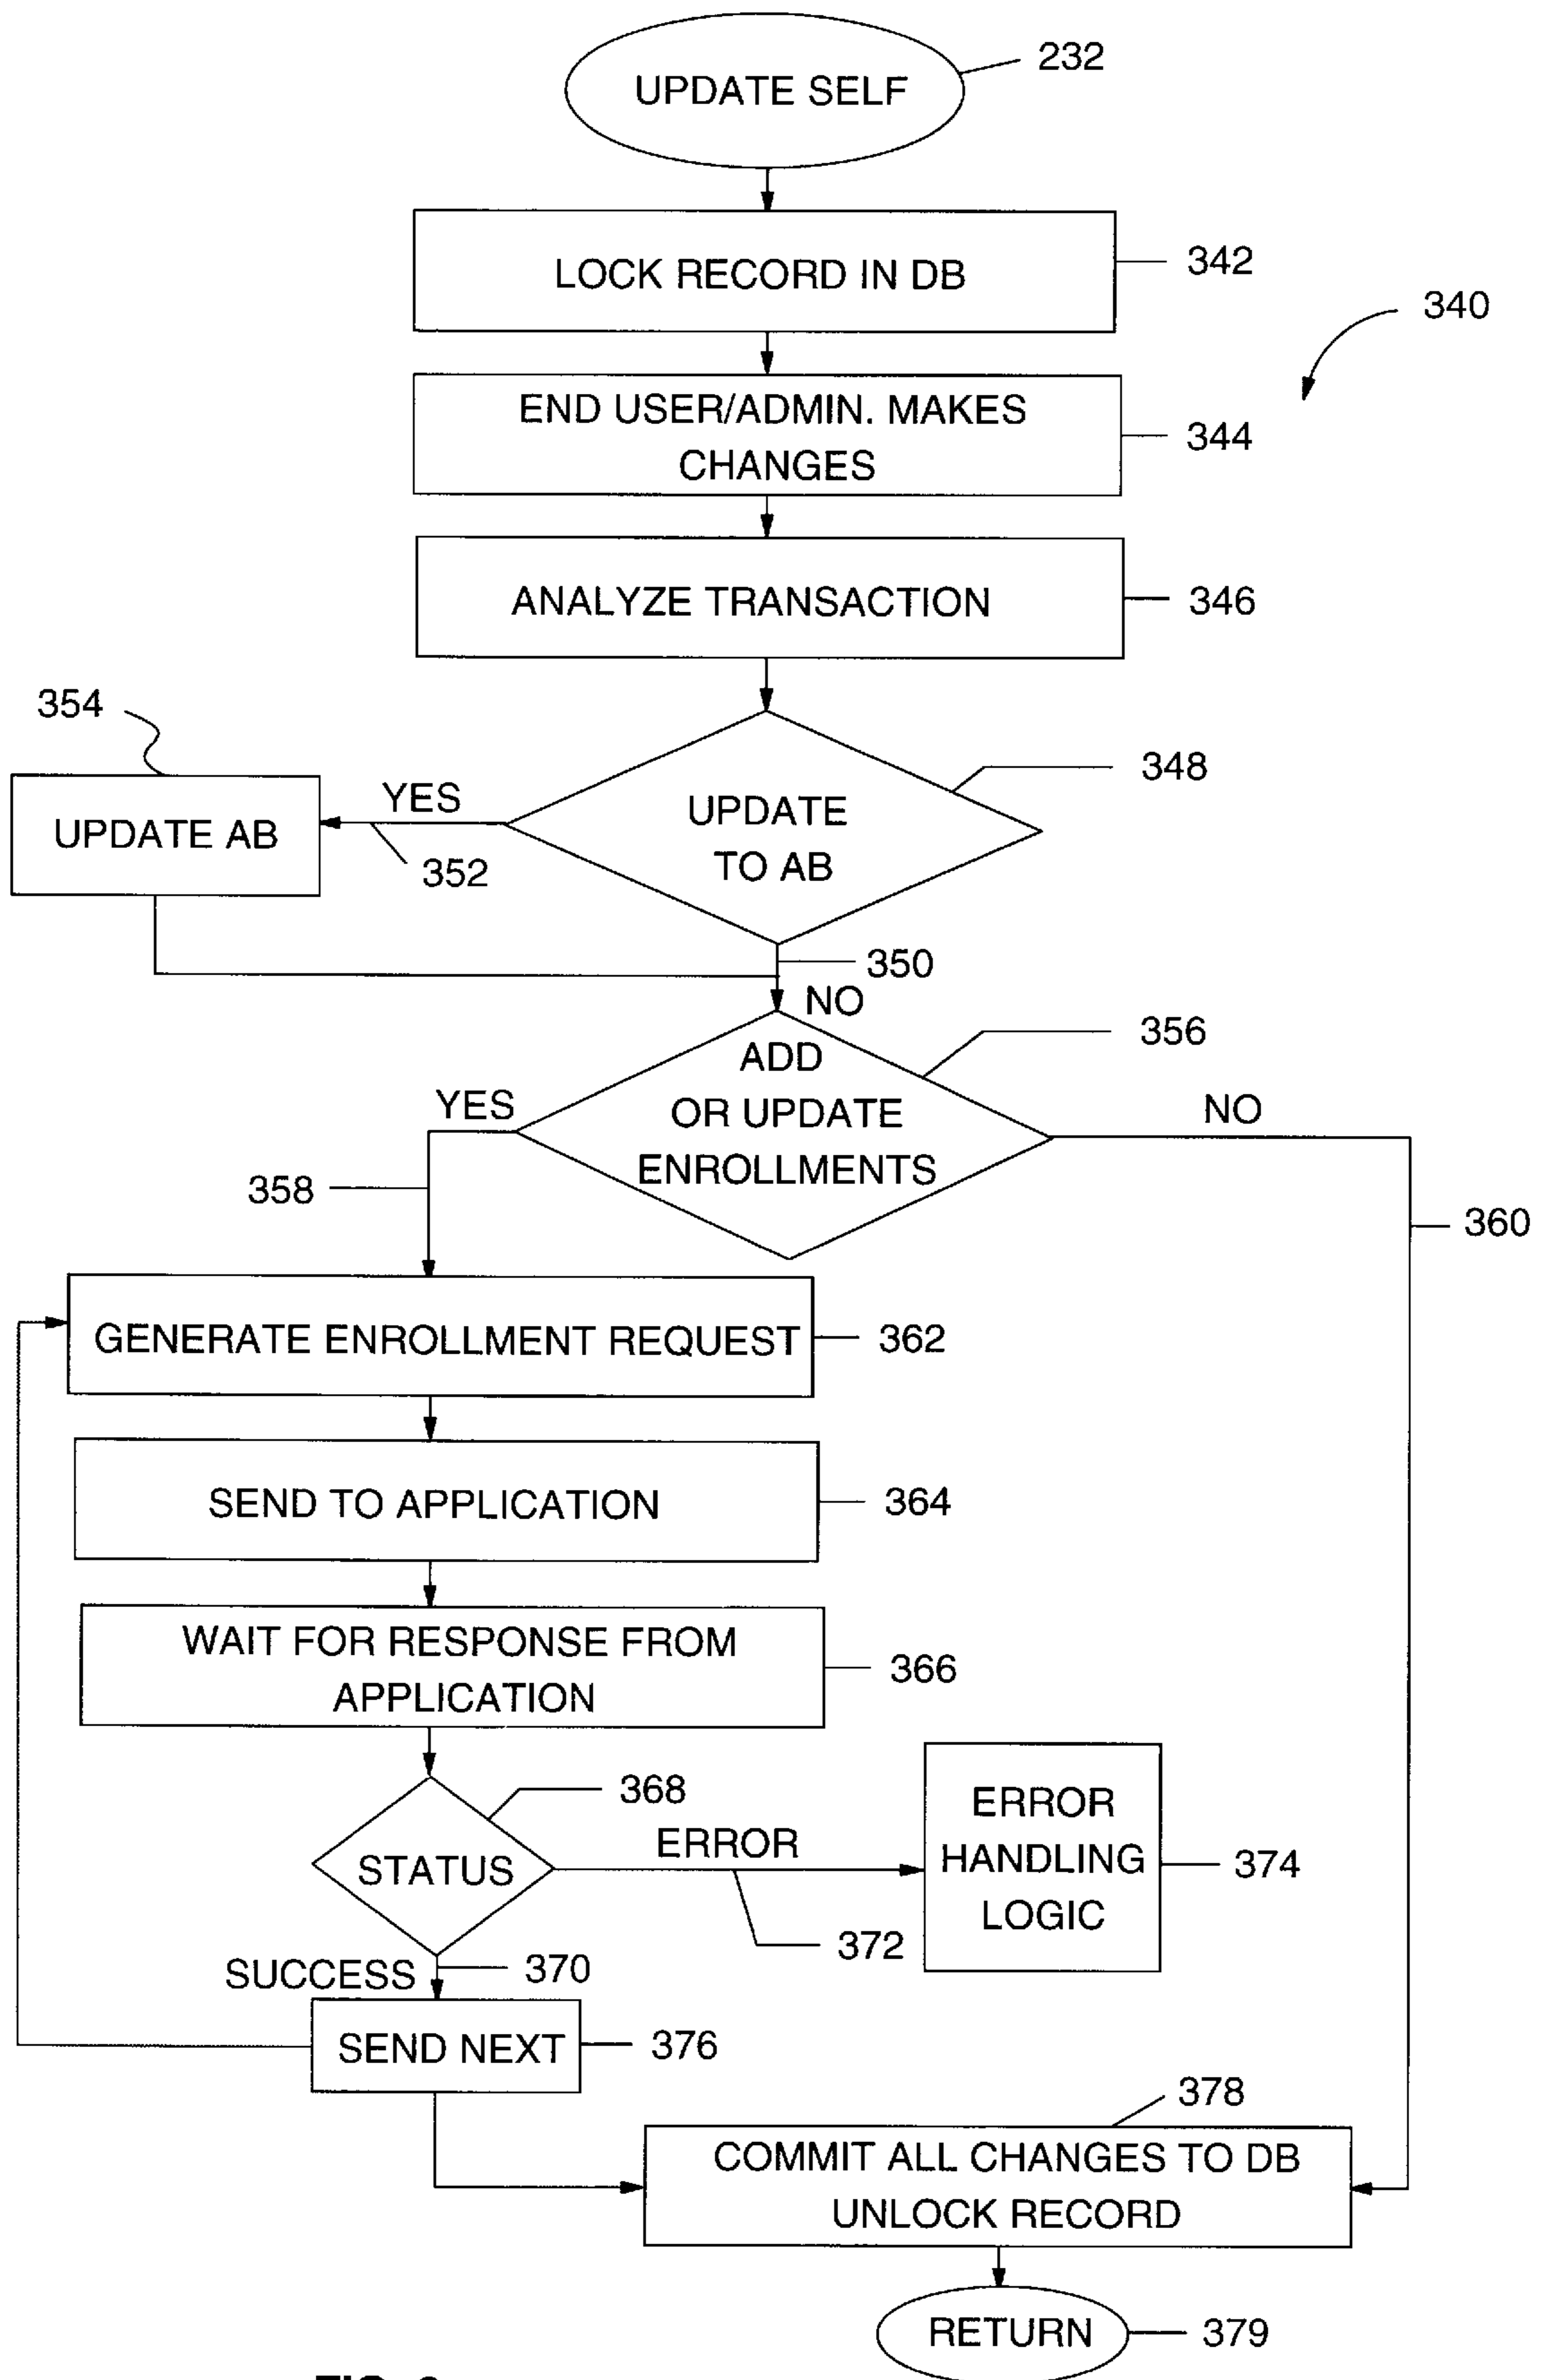 UPDATE SELF
232
LOCK RECORD IN DB
342
340
END USER/ADMIN. MAKES
CHANGES
344
ANALYZE TRANSACTION
346
354
348
UPDATE AB
YES
352
UPDATE
TO AB
350
NO
356
ADD
OR UPDATE
ENROLLMENTS
YES
NO
358
360
GENERATE ENROLLMENT REQUEST
362
SEND TO APPLICATION
364
WAIT FOR RESPONSE FROM
APPLICATION
366
368
STATUS
ERROR
372
ERROR
HANDLING
LOGIC
374
SUCCESS
370
SEND NEXT
376
378
COMMIT ALL CHANGES TO DB
UNLOCK RECORD
RETURN
379